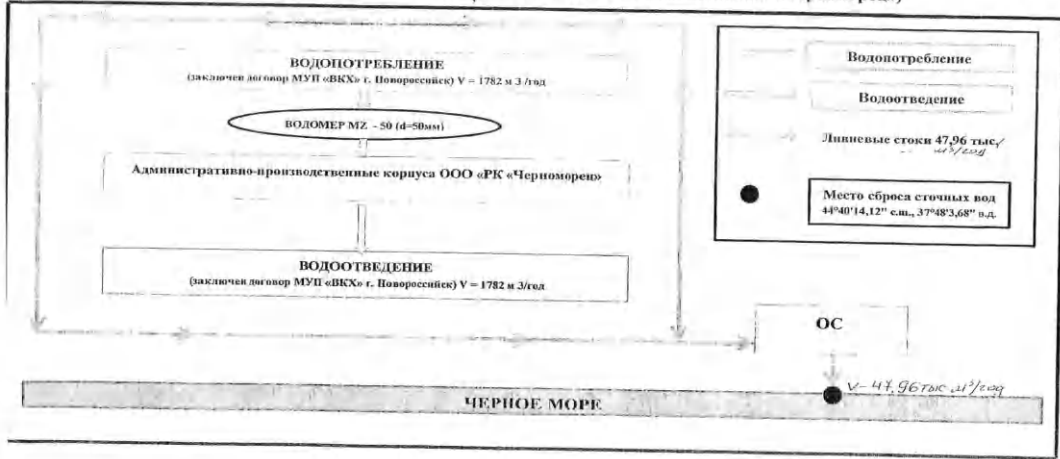 ВОДОПОТРЕБЛЕНИЕ
(заключен договор МУП «ВКХ» г. Новороссийск) V = 1782 м 3/год
ВОДОМЕР MZ - 50 (d=50мм)
Административно-производственные корпуса ООО «РК «Черноморец»
ВОДООТВЕДЕНИЕ
(заключен договор МУП «ВКХ» г. Новороссийск) V = 1782 м 3/год
Водопотребление
Водоотведение
Ливневые стоки 47,96 тыс,
м³/год
Место сброса сточных вод
44°40'14,12" с.ш., 37°48'3,68" в.д.
ОС
V-47,96 тыс.м³/год
ЧЕРНОЕ МОРЕ